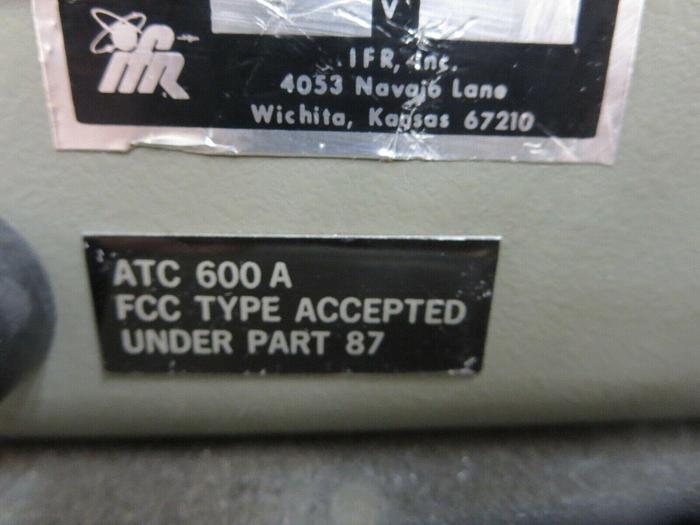 V
IFR
IFR, Inc.
4053 Navajo Lane
Wichita, Kansas 67210
ATC 600 A
FCC TYPE ACCEPTED
UNDER PART 87